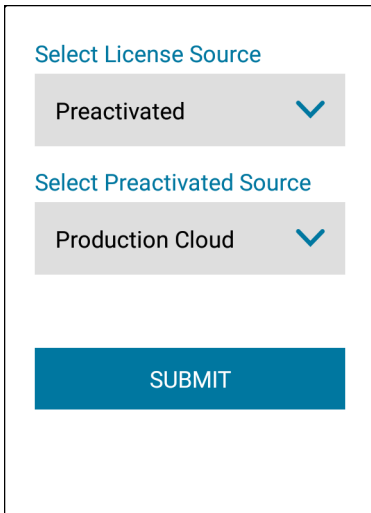 Select License Source
Preactivated
Select Preactivated Source
Production Cloud
SUBMIT